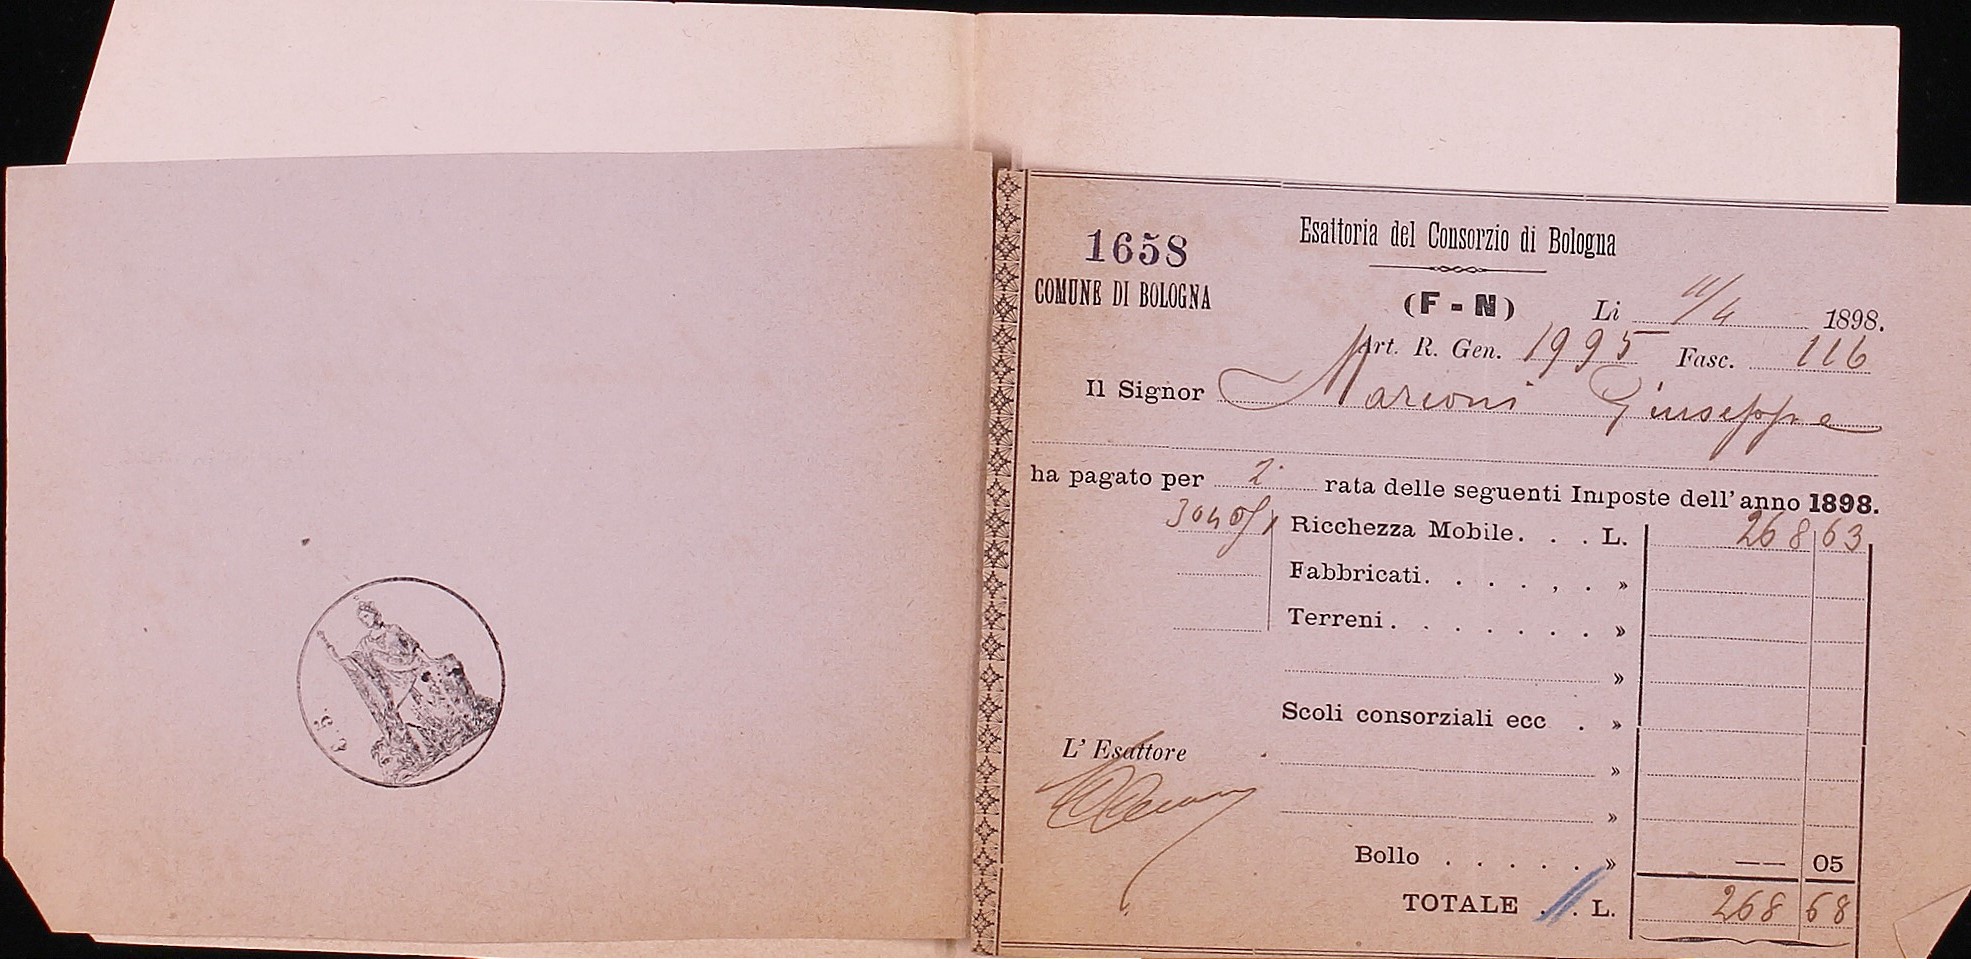 1658
COMUNE DI BOLOGNA
Esattoria del Consorzio di Bologna
(F - N)
Li 11/4 1898.
Art. R. Gen. 1995 Fasc. 116
Il Signor Marconi Giuseppe
ha pagato per 2ª rata delle seguenti Imposte dell' anno 1898.
Ricchezza Mobile. . . L. 268 63
Fabbricati. . . . , . »
Terreni . . . . . . . »
»
Scoli consorziali ecc . »
»
»
L' Esattore
Bollo . . . . . » — — 05
TOTALE . . L. 268 68